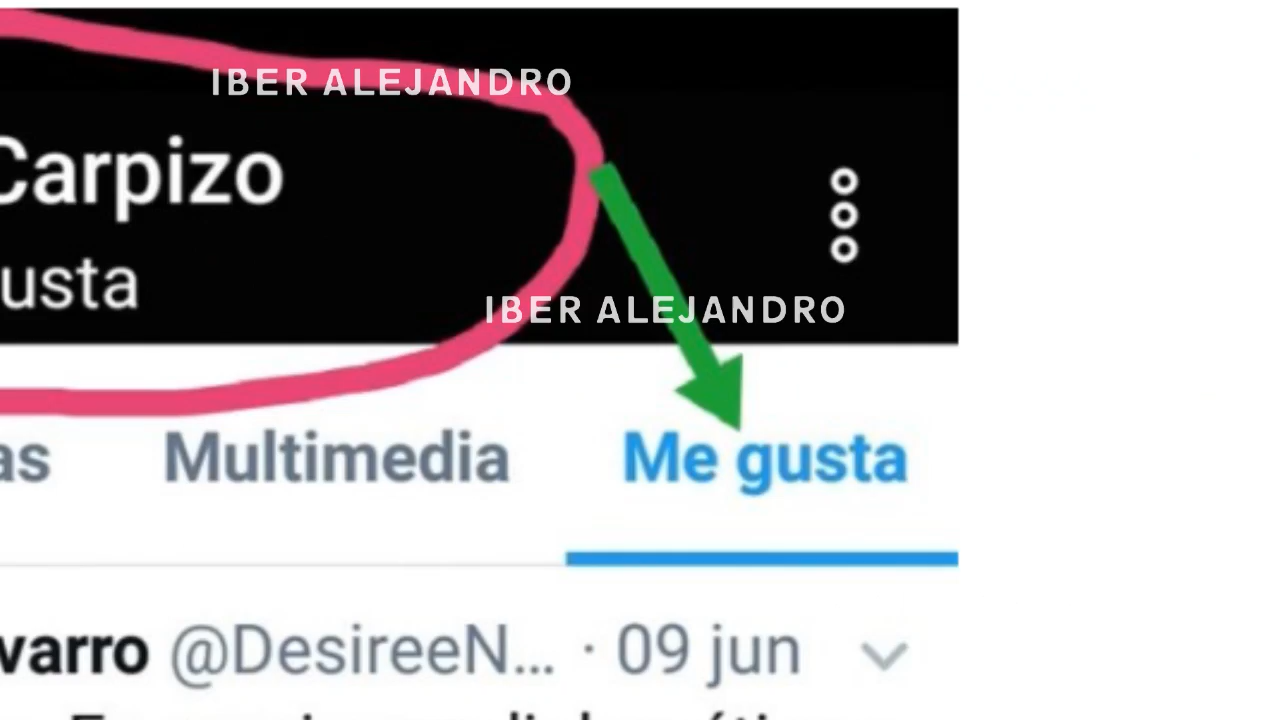 IBER ALEJANDRO
Carpizo
usta
IBER ALEJANDRO
as Multimedia Me gusta
varro @DesireeN... · 09 jun